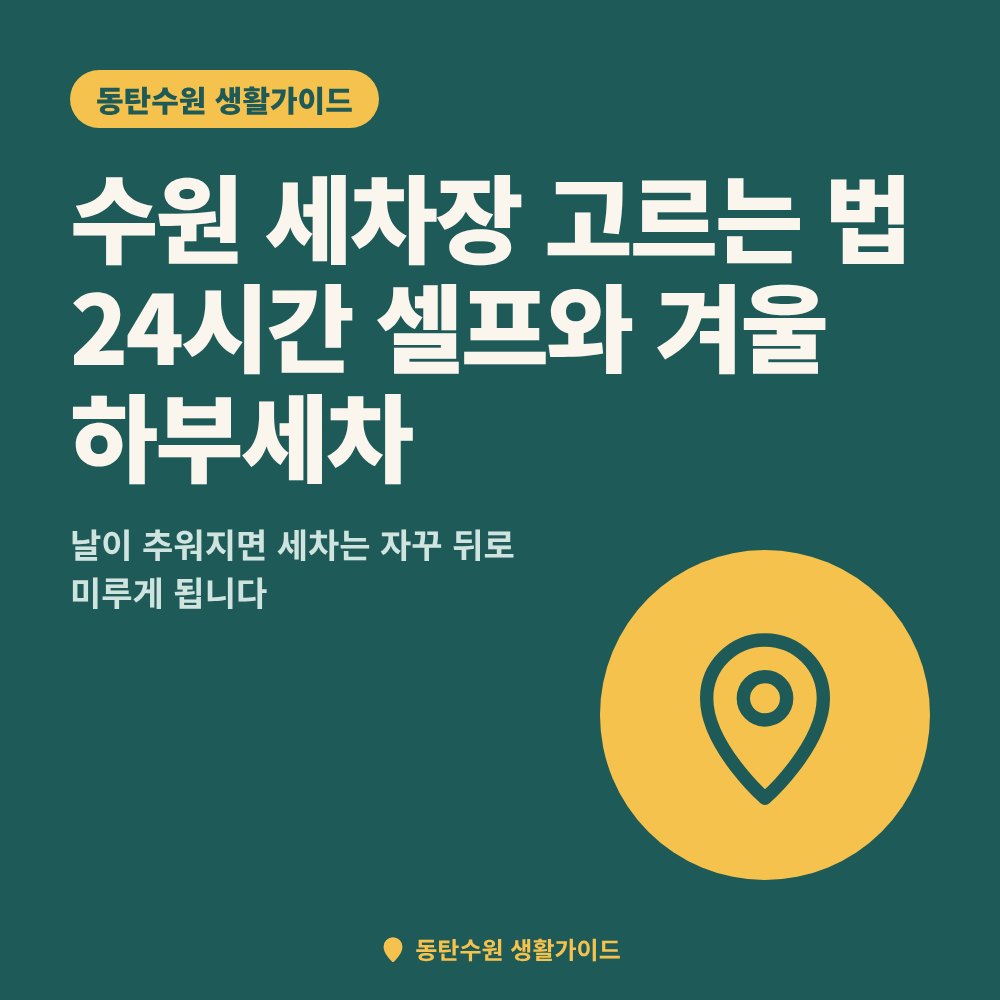 동탄수원 생활가이드
수원 세차장 고르는 법
24시간 셀프와 겨울
하부세차
날이 추워지면 세차는 자꾸 뒤로
미루게 됩니다
동탄수원 생활가이드